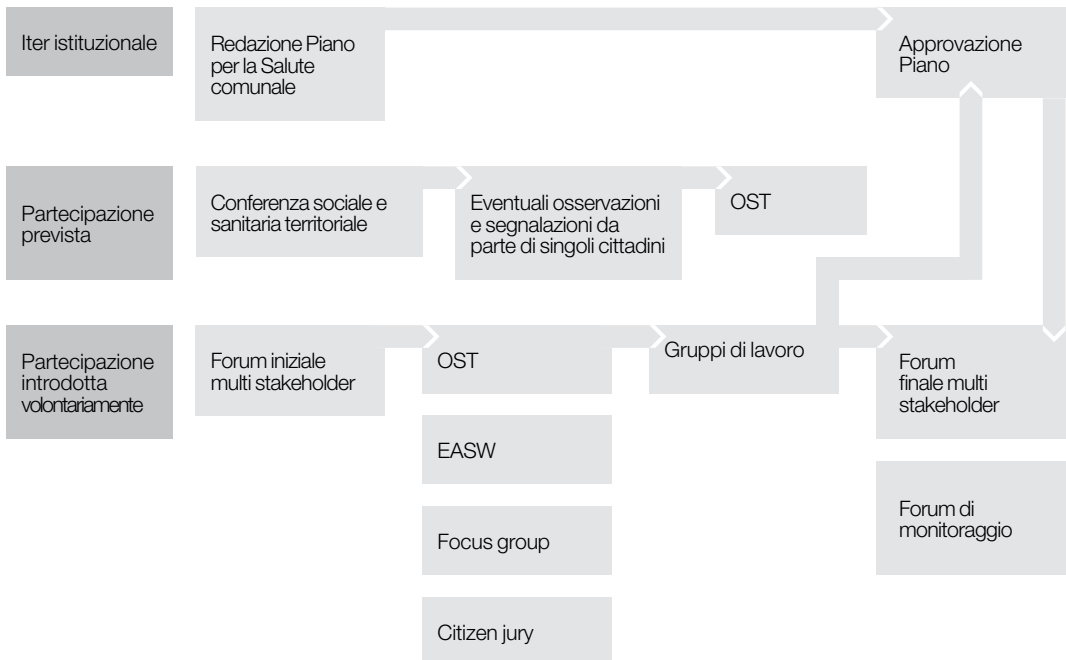 Iter istituzionale
Redazione Piano
per la Salute
comunale
Approvazione
Piano
Partecipazione
prevista
Conferenza sociale e
sanitaria territoriale
Eventuali osservazioni
e segnalazioni da
parte di singoli cittadini
OST
Partecipazione
introdotta
volontariamente
Forum iniziale
multi stakeholder
OST
EASW
Focus group
Citizen jury
Gruppi di lavoro
Forum
finale multi
stakeholder
Forum di
monitoraggio